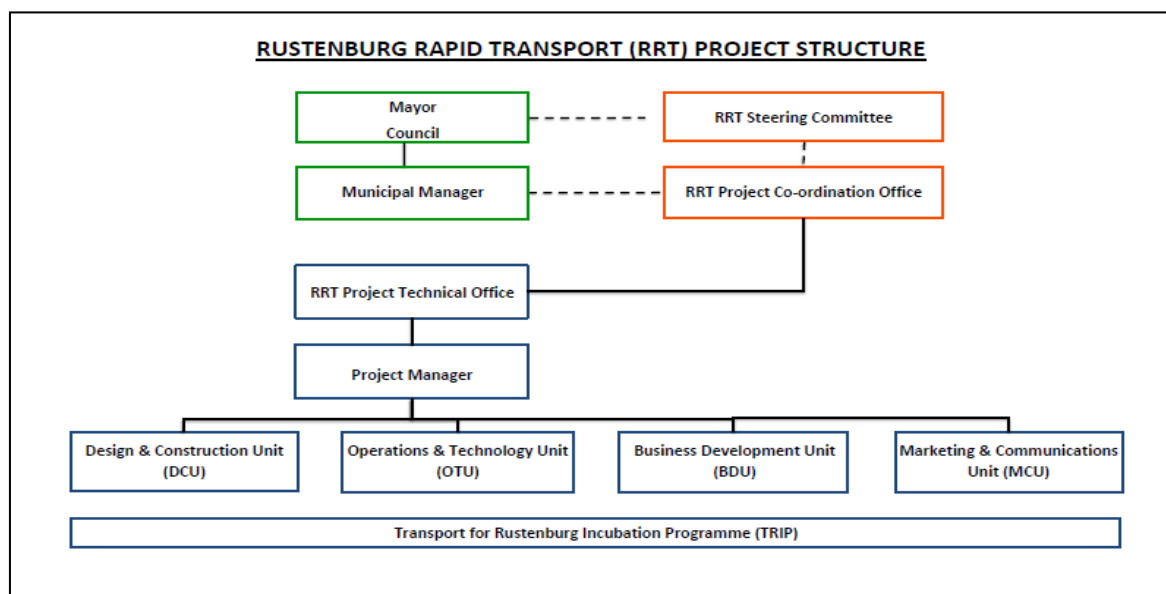 RUSTENBURG RAPID TRANSPORT (RRT) PROJECT STRUCTURE
Mayor
Council
RRT Steering Committee
Municipal Manager
RRT Project Co-ordination Office
RRT Project Technical Office
Project Manager
Design & Construction Unit
(DCU)
Operations & Technology Unit
(OTU)
Business Development Unit
(BDU)
Marketing & Communications
Unit (MCU)
Transport for Rustenburg Incubation Programme (TRIP)